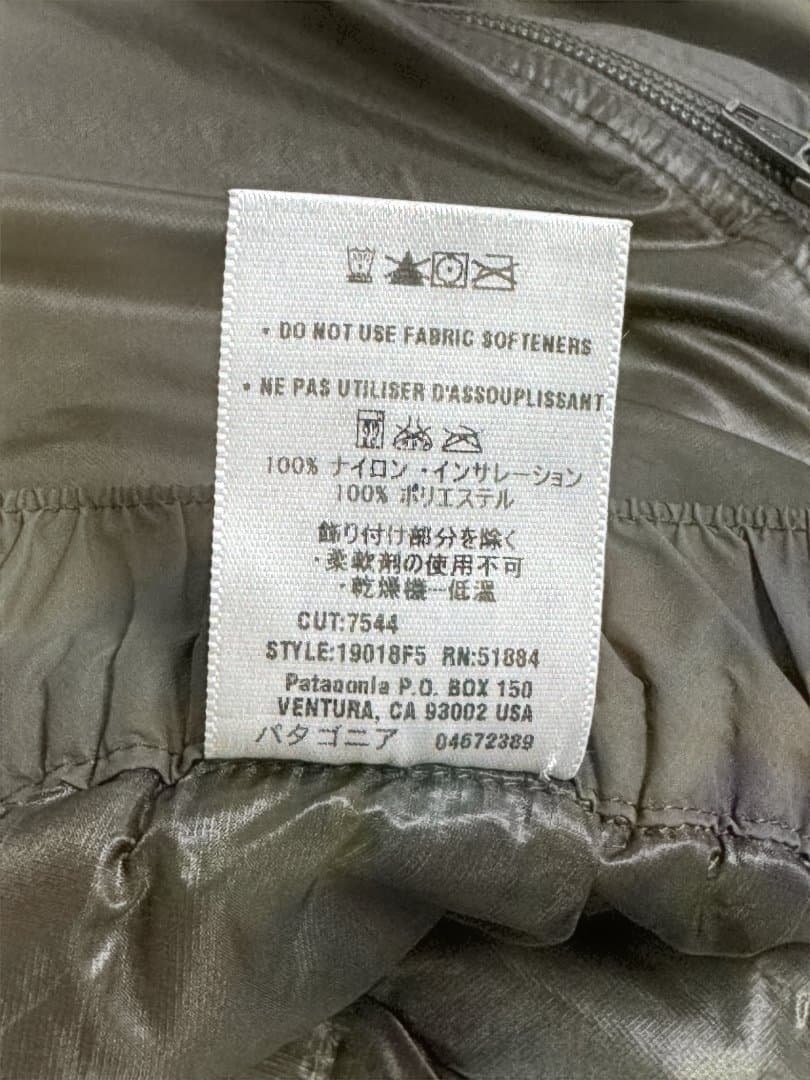 • DO NOT USE FABRIC SOFTENERS
• NE PAS UTILISER D'ASSOUPLISSANT
100% ナイロン ・インサレーション
100% ポリエステル
飾り付け部分を除く
・柔軟剤の使用不可
・乾燥機ー低温
CUT:7544
STYLE:19018F5 RN:51884
Patagonia P.O. BOX 150
VENTURA, CA 93002 USA
パタゴニア 04672389